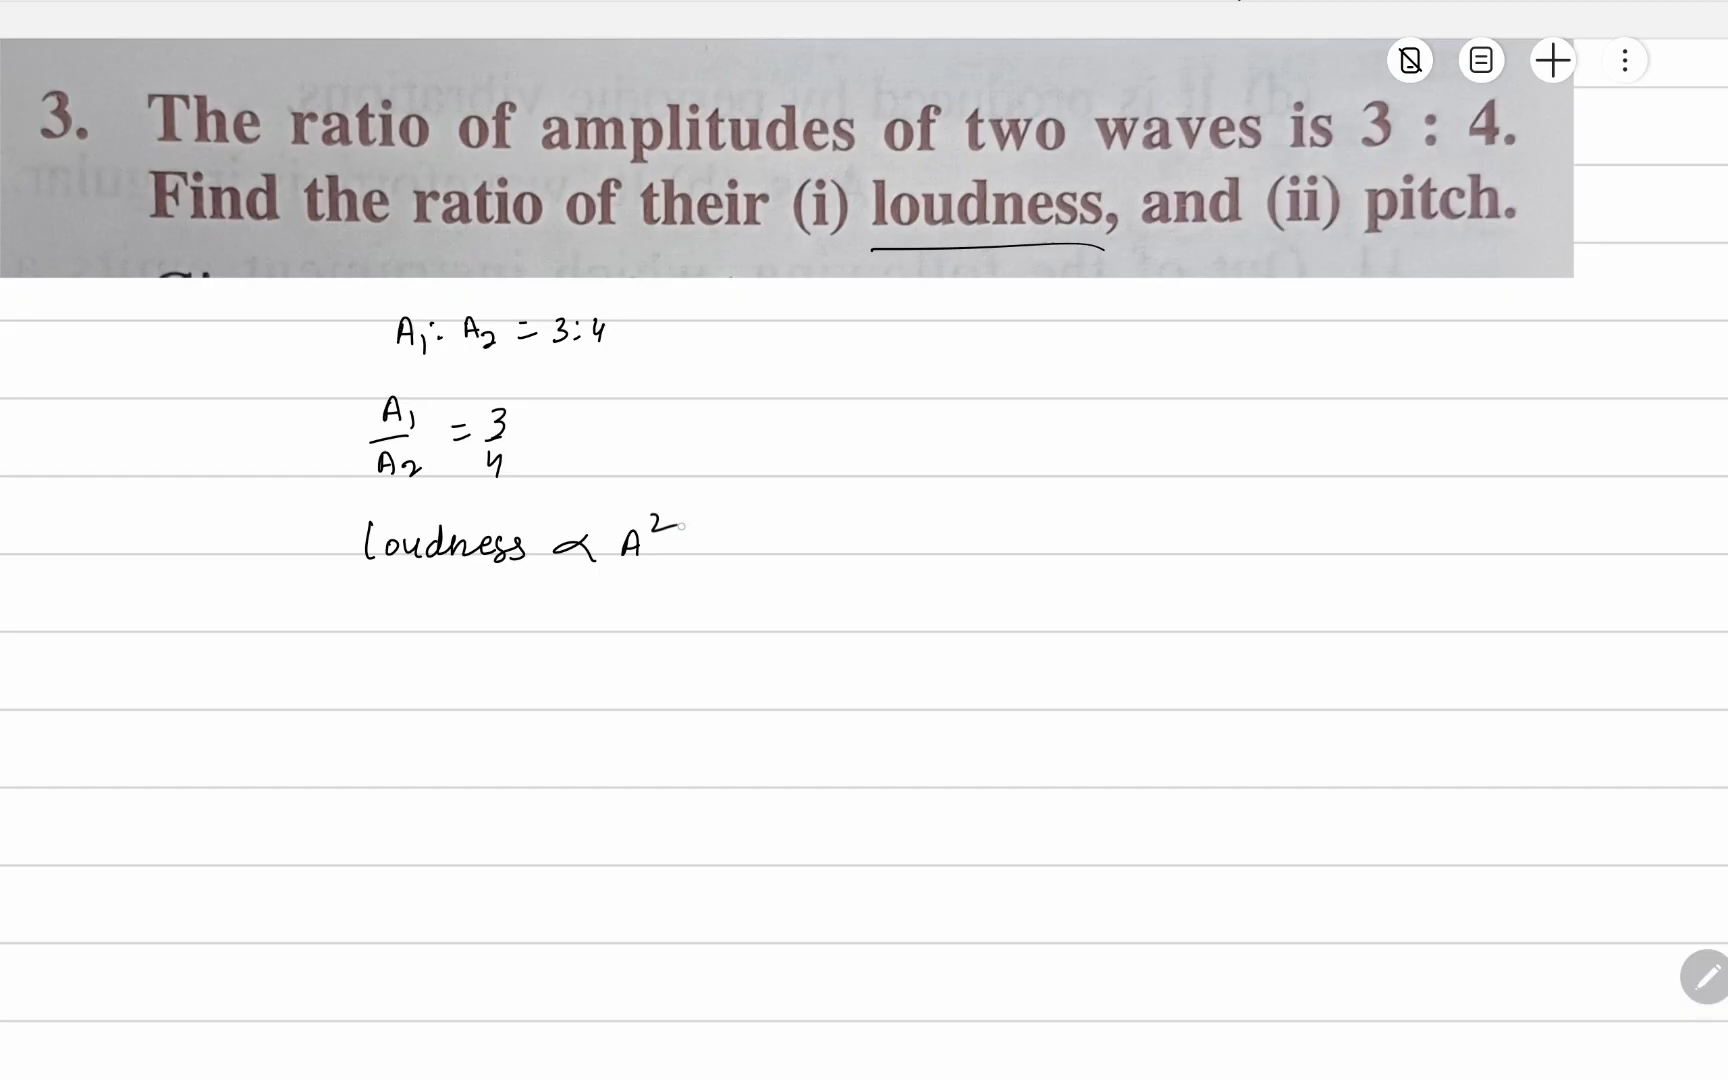 3. The ratio of amplitudes of two waves is 3 : 4.
Find the ratio of their (i) loudness, and (ii) pitch.
A₁ : A₂ = 3 : 4
A₁/A₂ = 3/4
loudness ∝ A²